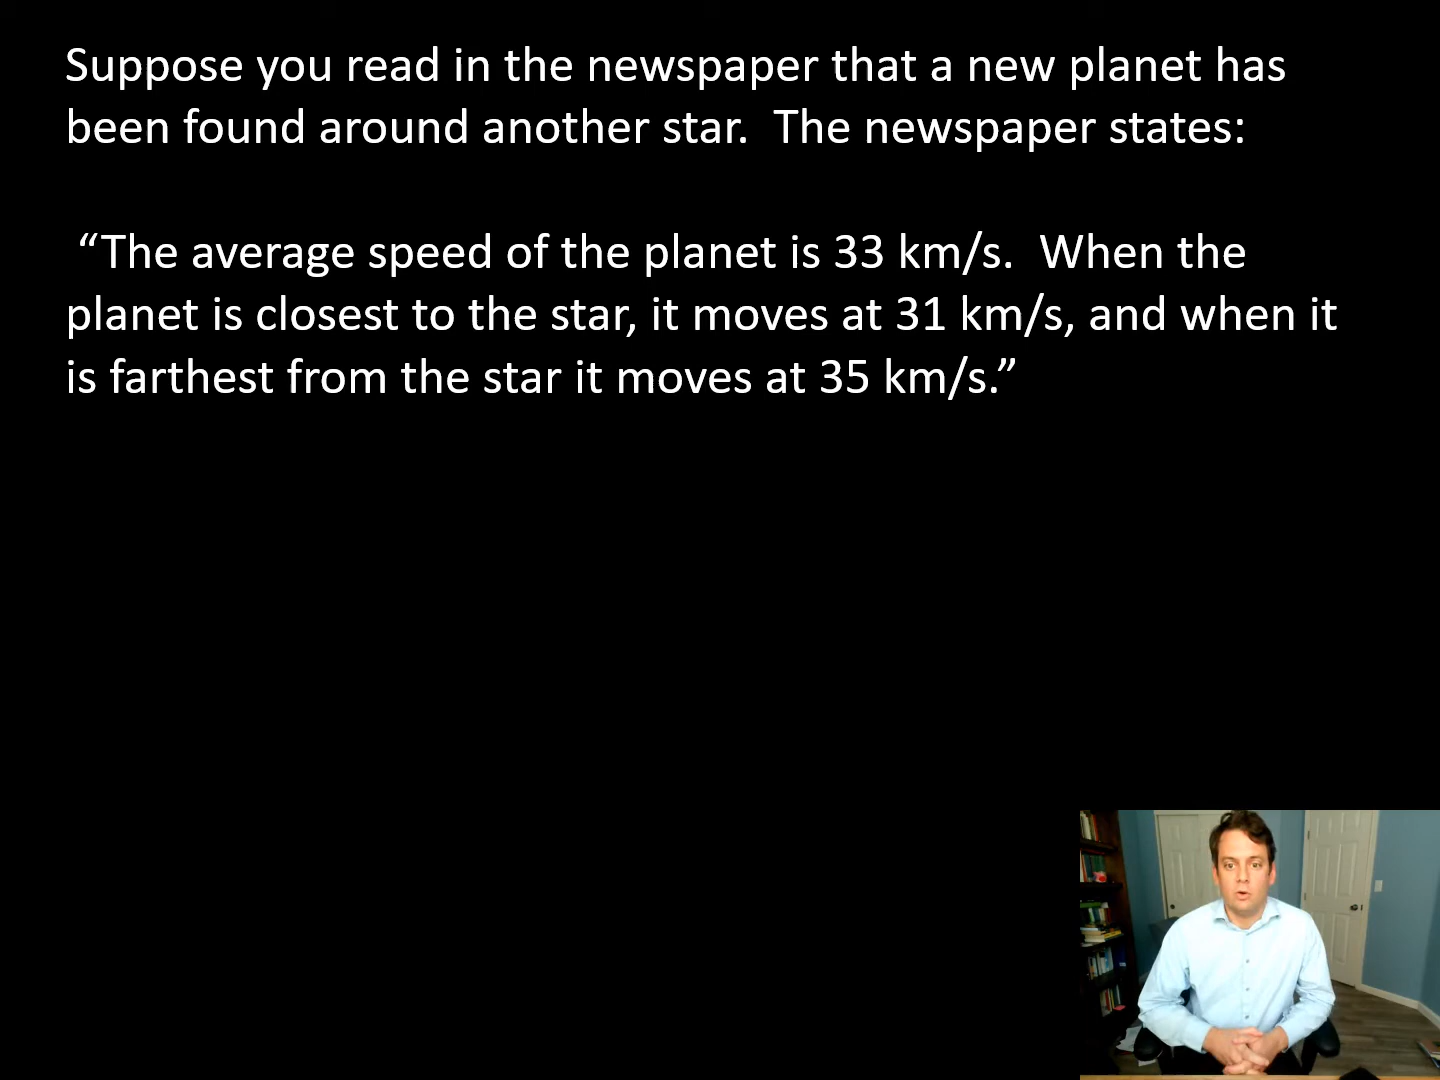 Suppose you read in the newspaper that a new planet has
been found around another star.  The newspaper states:
“The average speed of the planet is 33 km/s.  When the
planet is closest to the star, it moves at 31 km/s, and when it
is farthest from the star it moves at 35 km/s.”